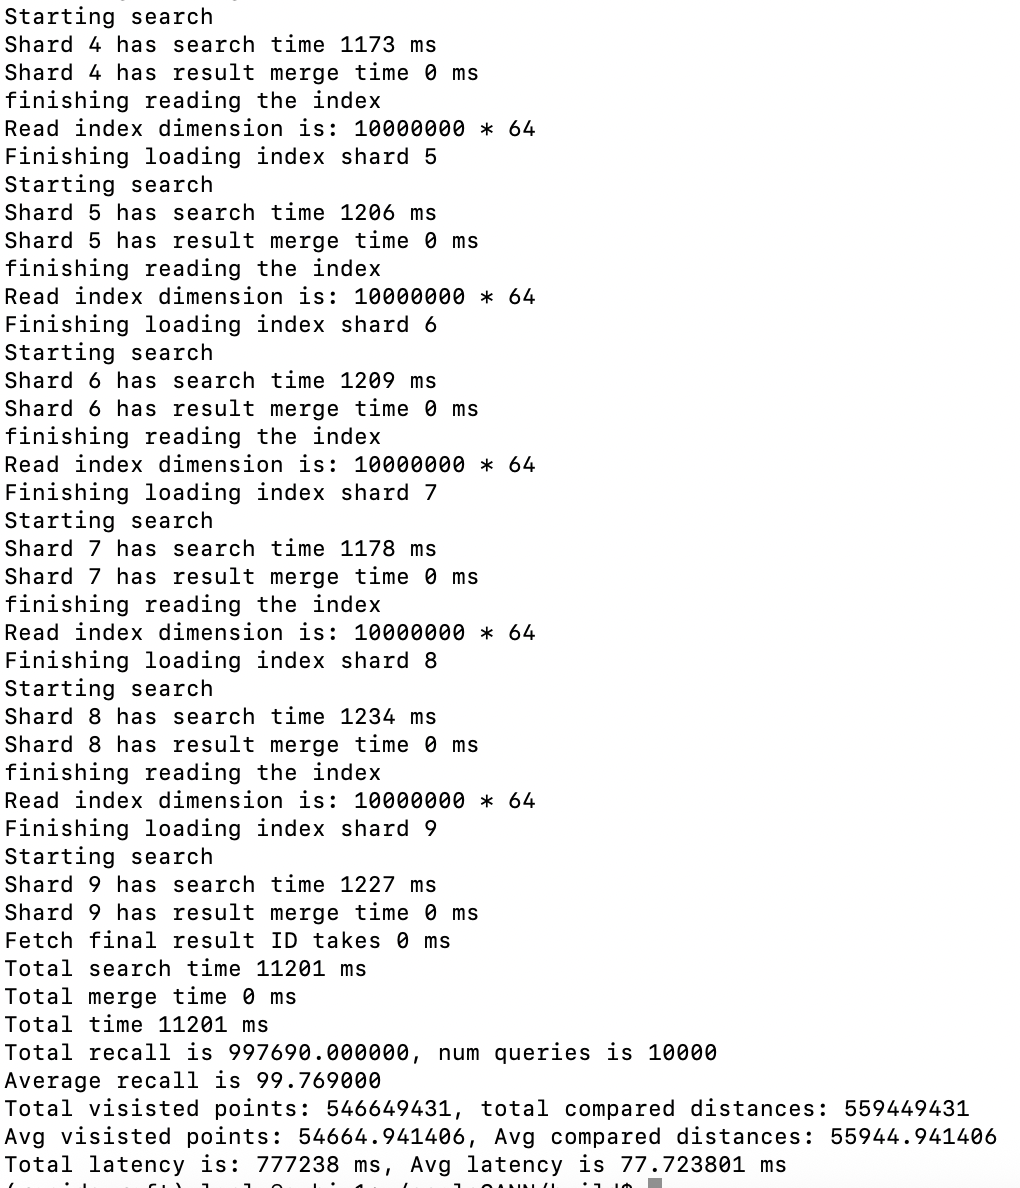 Starting search
Shard 4 has search time 1173 ms
Shard 4 has result merge time 0 ms
finishing reading the index
Read index dimension is: 10000000 * 64
Finishing loading index shard 5
Starting search
Shard 5 has search time 1206 ms
Shard 5 has result merge time 0 ms
finishing reading the index
Read index dimension is: 10000000 * 64
Finishing loading index shard 6
Starting search
Shard 6 has search time 1209 ms
Shard 6 has result merge time 0 ms
finishing reading the index
Read index dimension is: 10000000 * 64
Finishing loading index shard 7
Starting search
Shard 7 has search time 1178 ms
Shard 7 has result merge time 0 ms
finishing reading the index
Read index dimension is: 10000000 * 64
Finishing loading index shard 8
Starting search
Shard 8 has search time 1234 ms
Shard 8 has result merge time 0 ms
finishing reading the index
Read index dimension is: 10000000 * 64
Finishing loading index shard 9
Starting search
Shard 9 has search time 1227 ms
Shard 9 has result merge time 0 ms
Fetch final result ID takes 0 ms
Total search time 11201 ms
Total merge time 0 ms
Total time 11201 ms
Total recall is 997690.000000, num queries is 10000
Average recall is 99.769000
Total visisted points: 546649431, total compared distances: 559449431
Avg visisted points: 54664.941406, Avg compared distances: 55944.941406
Total latency is: 777238 ms, Avg latency is 77.723801 ms